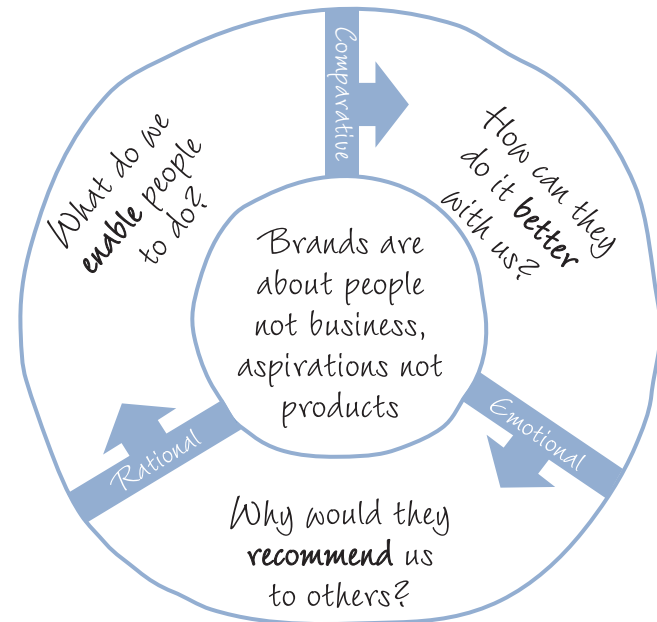 Comparative
What do we
enable people
to do?
How can they
do it better
with us?
Brands are
about people
not business,
aspirations not
products
Rational
Emotional
Why would they
recommend us
to others?